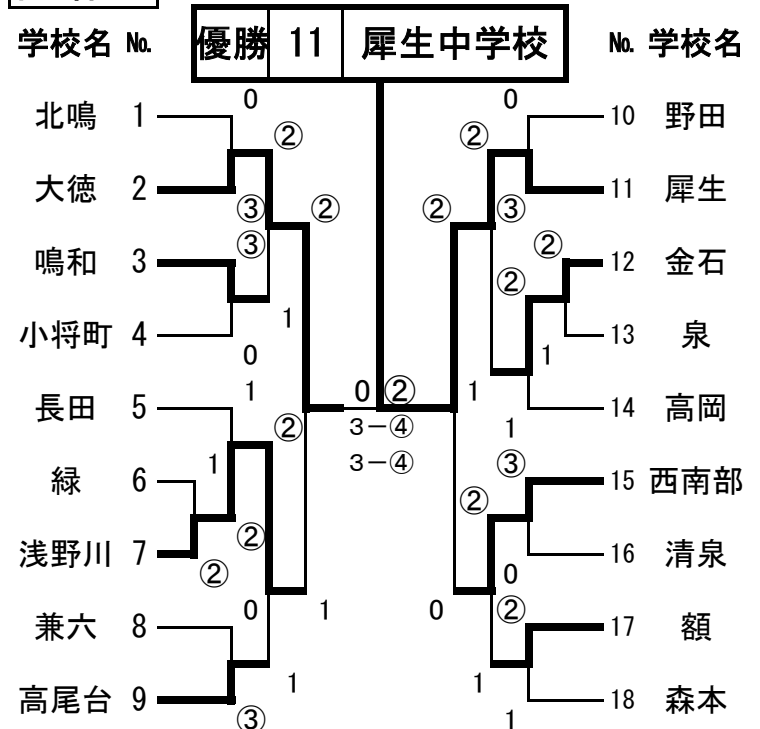 学校名 №
優勝 11 犀生中学校
№ 学校名
0
0
北鳴 1
10 野田
②
②
大徳 2
11 犀生
③
②
②
③
③
②
鳴和 3
12 金石
②
1
小将町 4
13 泉
0
1
1
0 ②
1
長田 5
14 高岡
3－④
②
1
1
3－④
③
緑 6
15 西南部
②
②
浅野川 7
16 清泉
②
0
0
1
0
②
兼六 8
17 額
1
1
高尾台 9
18 森本
③
1